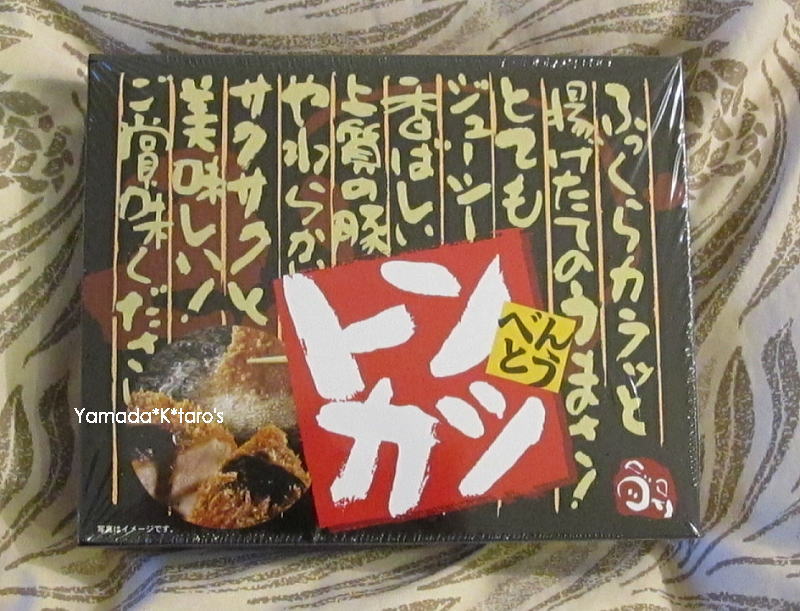 ふっくらカラッと
揚げたてのうまさ!
とても
ジューシー
香ばしい
上質の豚
やわらかい
サクサクと
美味しい!
ご賞味ください
トン
カツ
べん
とう
Yamada*K*taro's
写真はイメージです。